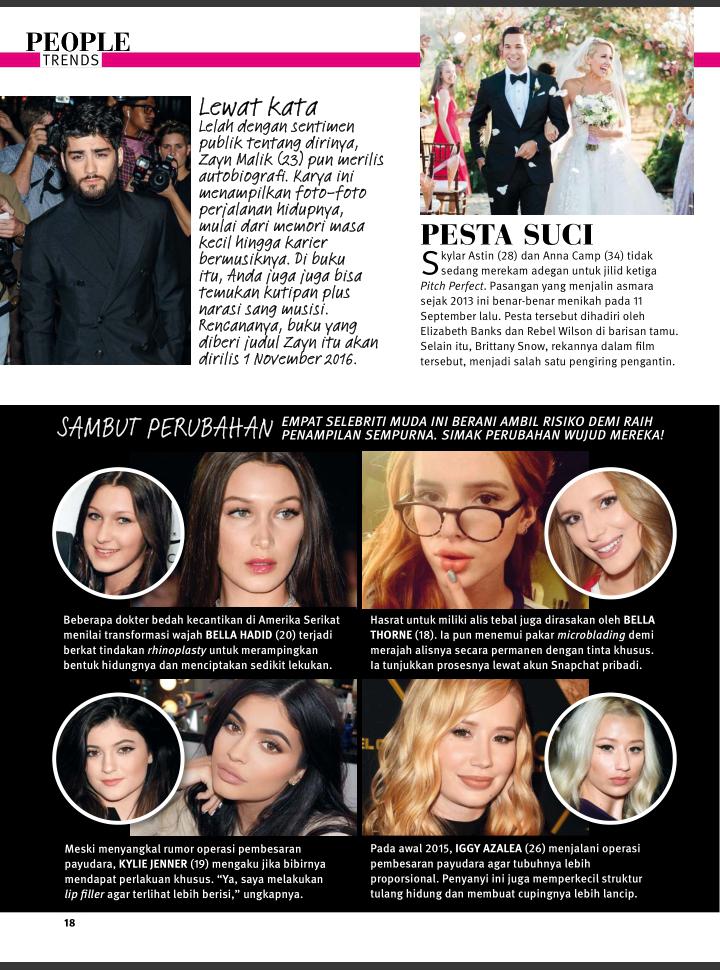 PEOPLE
TRENDS
Lewat kata
Lelah dengan sentimen
publik tentang dirinya,
Zayn Malik (23) pun merilis
autobiografi. Karya ini
menampilkan foto-foto
perjalanan hidupnya,
mulai dari memori masa
kecil hingga karier
bermusiknya. Di buku
itu, Anda juga juga bisa
temukan kutipan plus
narasi sang musisi.
Rencananya, buku yang
diberi judul Zayn itu akan
dirilis 1 November 2016.
PESTA SUCI
Skylar Astin (28) dan Anna Camp (34) tidak
sedang merekam adegan untuk jilid ketiga
Pitch Perfect. Pasangan yang menjalin asmara
sejak 2013 ini benar-benar menikah pada 11
September lalu. Pesta tersebut dihadiri oleh
Elizabeth Banks dan Rebel Wilson di barisan tamu.
Selain itu, Brittany Snow, rekannya dalam film
tersebut, menjadi salah satu pengiring pengantin.
SAMBUT PERUBAHAN
EMPAT SELEBRITI MUDA INI BERANI AMBIL RISIKO DEMI RAIH
PENAMPILAN SEMPURNA. SIMAK PERUBAHAN WUJUD MEREKA!
Beberapa dokter bedah kecantikan di Amerika Serikat
menilai transformasi wajah BELLA HADID (20) terjadi
berkat tindakan rhinoplasty untuk merampingkan
bentuk hidungnya dan menciptakan sedikit lekukan.
Hasrat untuk miliki alis tebal juga dirasakan oleh BELLA
THORNE (18). Ia pun menemui pakar microblading demi
merajah alisnya secara permanen dengan tinta khusus.
Ia tunjukkan prosesnya lewat akun Snapchat pribadi.
Meski menyangkal rumor operasi pembesaran
payudara, KYLIE JENNER (19) mengaku jika bibirnya
mendapat perlakuan khusus. “Ya, saya melakukan
lip filler agar terlihat lebih berisi,” ungkapnya.
Pada awal 2015, IGGY AZALEA (26) menjalani operasi
pembesaran payudara agar tubuhnya lebih
proporsional. Penyanyi ini juga memperkecil struktur
tulang hidung dan membuat cupingnya lebih lancip.
18